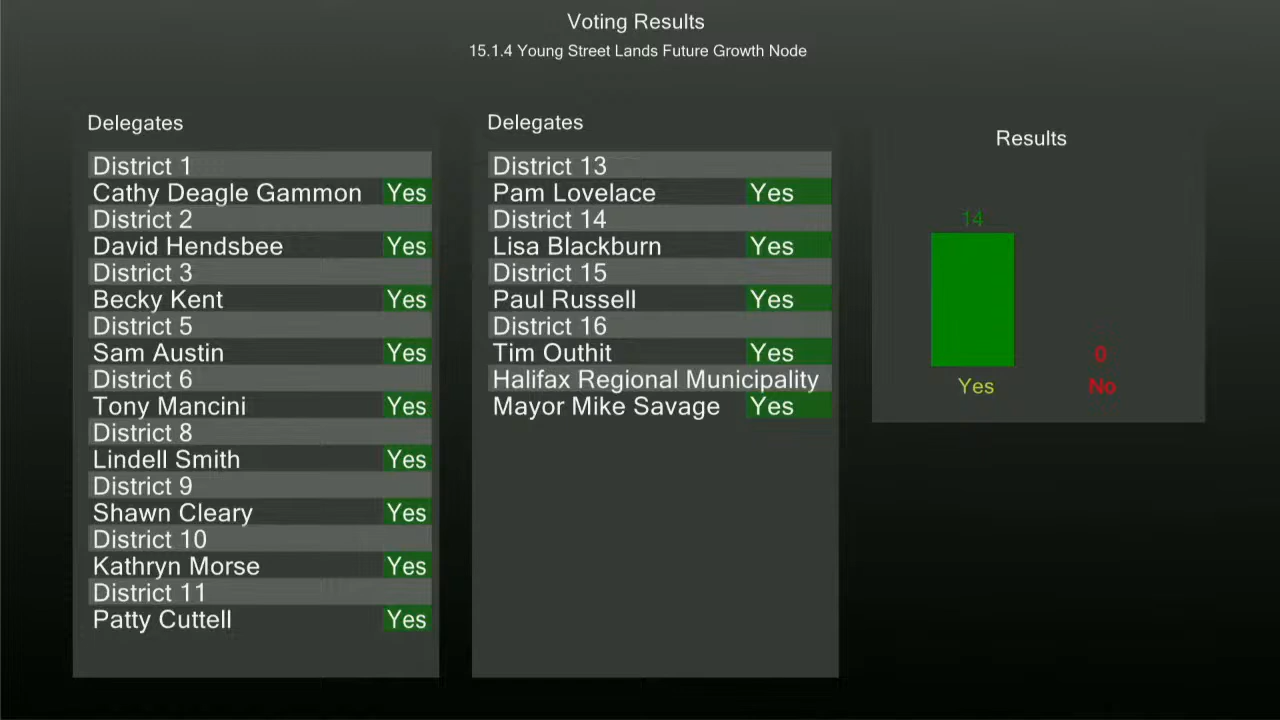 Voting Results
15.1.4 Young Street Lands Future Growth Node
Delegates
District 1
Cathy Deagle Gammon Yes
District 2
David Hendsbee Yes
District 3
Becky Kent Yes
District 5
Sam Austin Yes
District 6
Tony Mancini Yes
District 8
Lindell Smith Yes
District 9
Shawn Cleary Yes
District 10
Kathryn Morse Yes
District 11
Patty Cuttell Yes
Delegates
District 13
Pam Lovelace Yes
District 14
Lisa Blackburn Yes
District 15
Paul Russell Yes
District 16
Tim Outhit Yes
Halifax Regional Municipality
Mayor Mike Savage Yes
Results
14
0
Yes No